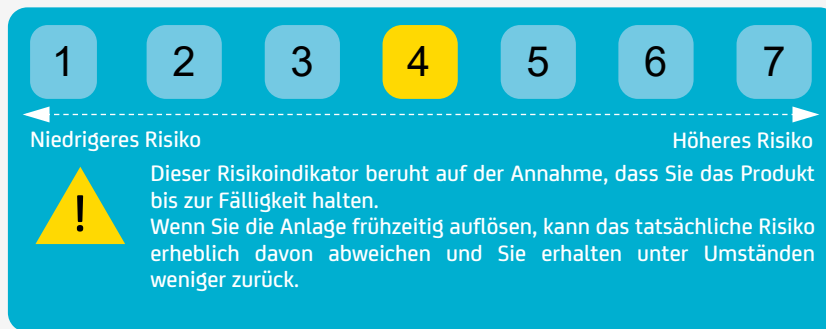 1 2 3 4 5 6 7
Niedrigeres Risiko Höheres Risiko
!
Dieser Risikoindikator beruht auf der Annahme, dass Sie das Produkt
bis zur Fälligkeit halten.
Wenn Sie die Anlage frühzeitig auflösen, kann das tatsächliche Risiko
erheblich davon abweichen und Sie erhalten unter Umständen
weniger zurück.